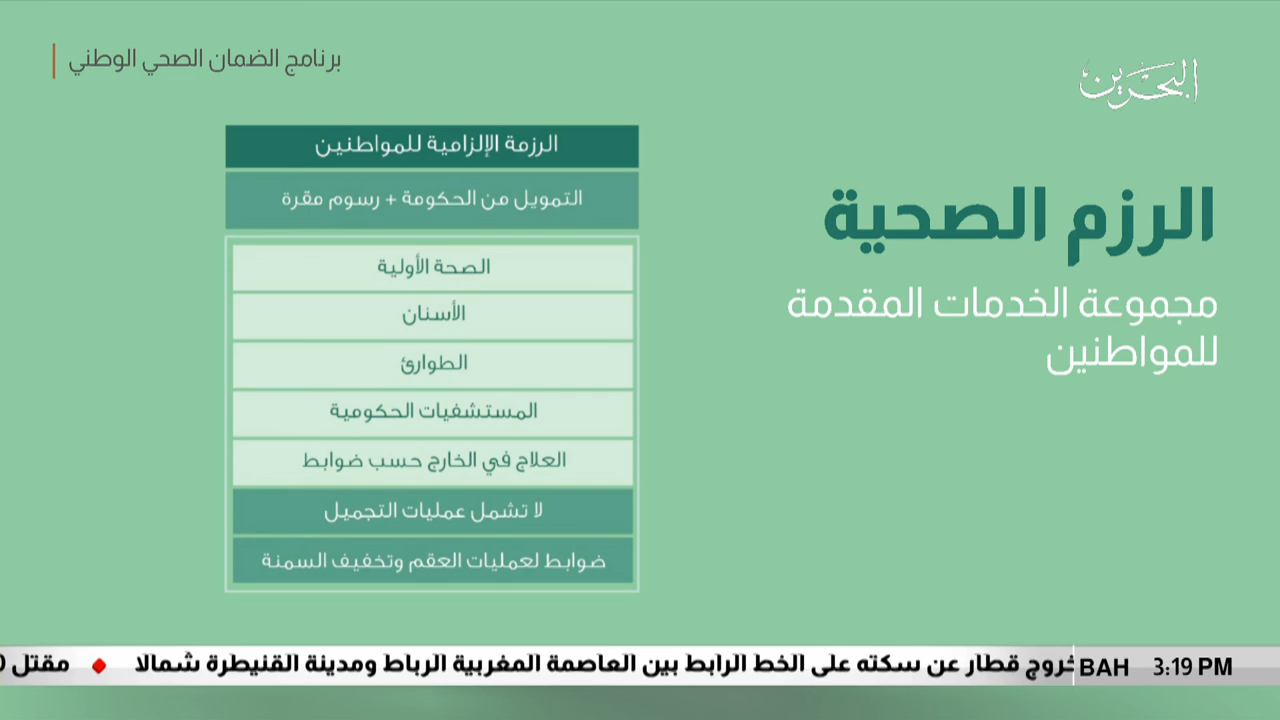 برنامج الضمان الصحي الوطني
البحرين
الرزم الصحية
مجموعة الخدمات المقدمة
للمواطنين
الرزمة الإلزامية للمواطنين
التمويل من الحكومة + رسوم مقرة
الصحة الأولية
الأسنان
الطوارئ
المستشفيات الحكومية
العلاج في الخارج حسب ضوابط
لا تشمل عمليات التجميل
ضوابط لعمليات العقم وتخفيف السمنة
BAH 3:19 PM
خروج قطار عن سكته على الخط الرابط بين العاصمة المغربية الرباط ومدينة القنيطرة شمالا
مقتل